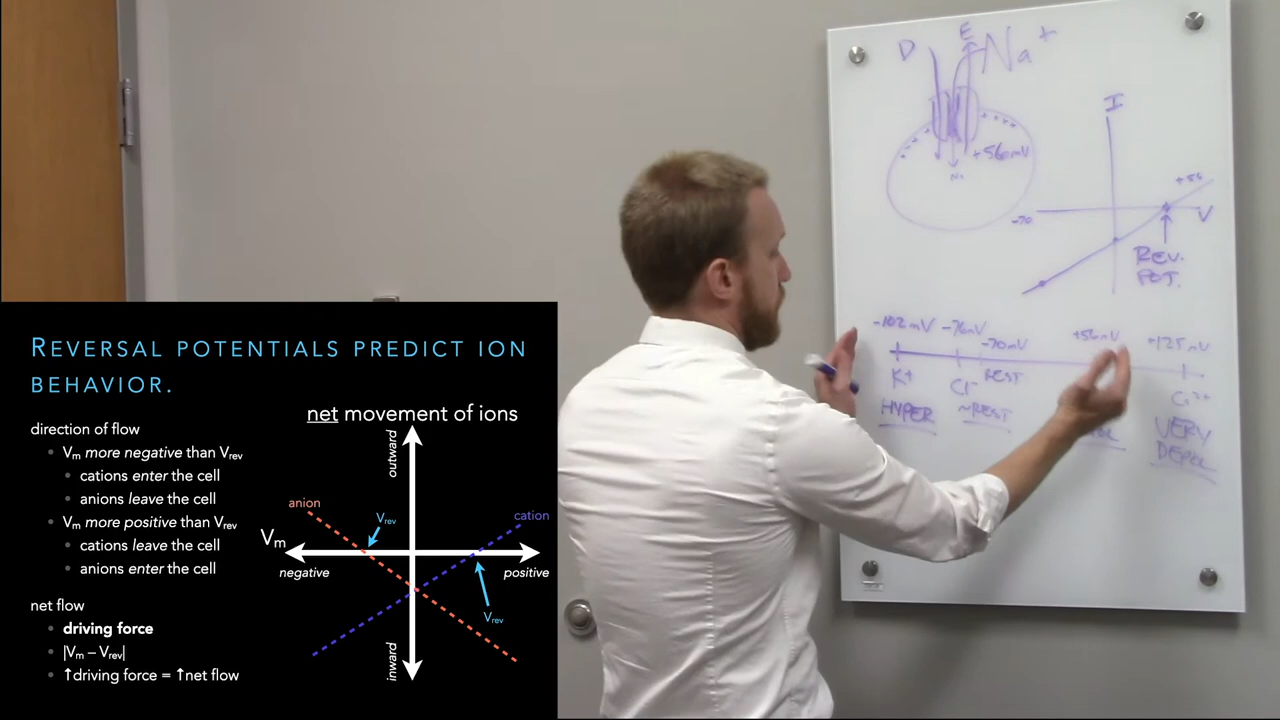 REVERSAL POTENTIALS PREDICT ION
BEHAVIOR.
net movement of ions
direction of flow
Vm more negative than Vrev
cations enter the cell
anions leave the cell
Vm more positive than Vrev
cations leave the cell
anions enter the cell
net flow
driving force
|Vm – Vrev|
↑driving force = ↑net flow
outward
anion
Vrev
cation
Vm
negative
positive
Vrev
inward
D E Na+
+56mV
I
+56
-70
V
REV.
POT.
-102mV -76mV -70mV +56mV +125mV
K+ Cl- REST
HYPER ~REST VERY
DEPOL